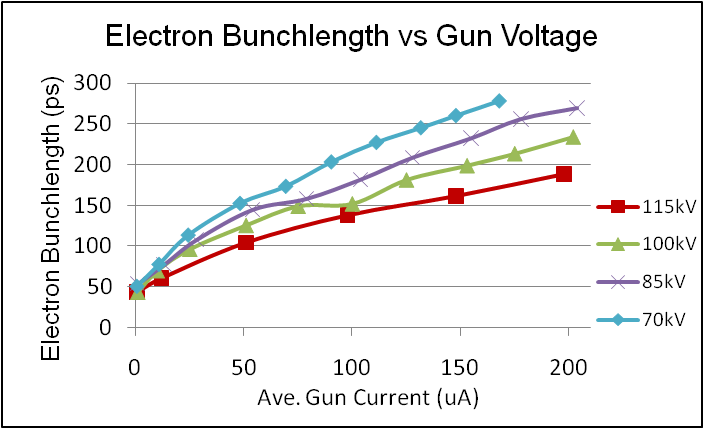 Electron Bunchlength vs Gun Voltage
Electron Bunchlength (ps)
300
250
200
150
100
50
0
0 50 100 150 200
Ave. Gun Current (uA)
115kV
100kV
85kV
70kV